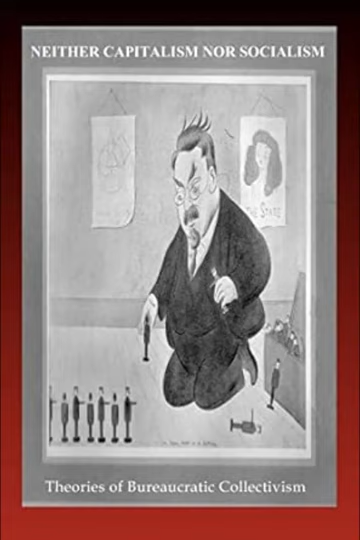 NEITHER CAPITALISM NOR SOCIALISM
THE STATE
Theories of Bureaucratic Collectivism